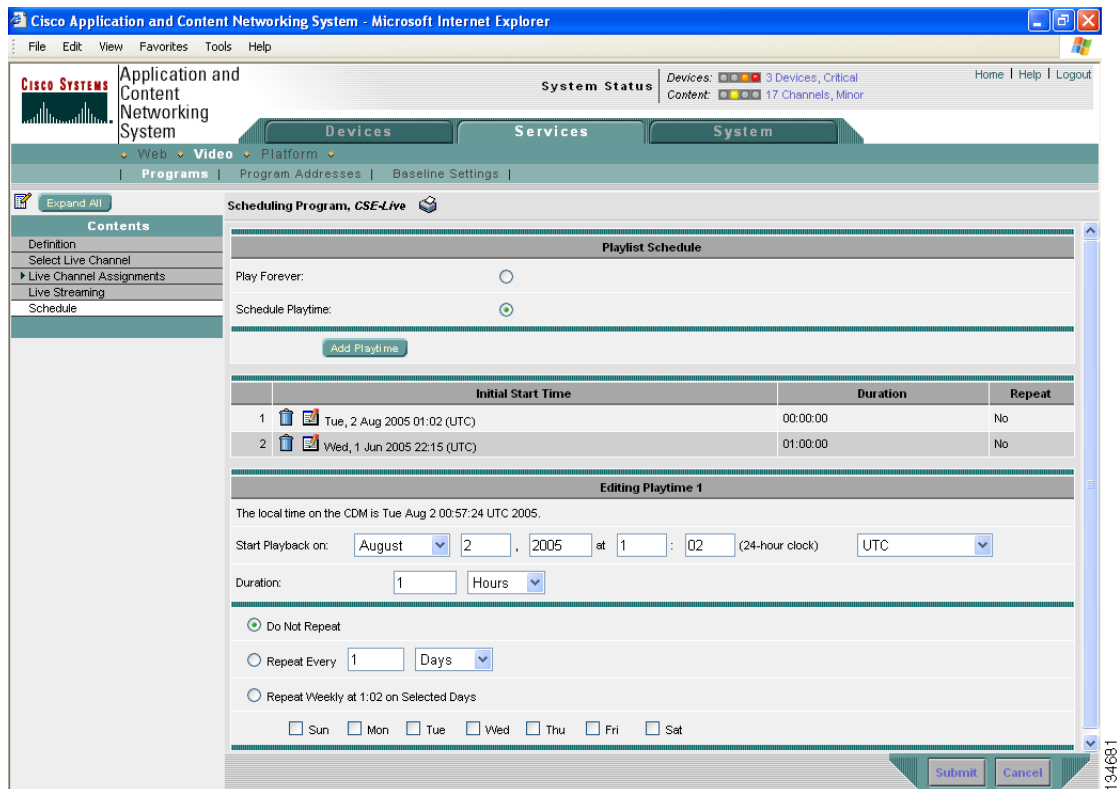 Cisco Application and Content Networking System - Microsoft Internet Explorer
File Edit View Favorites Tools Help
CISCO SYSTEMS
Application and
Content
Networking
System
System Status
Devices: 3 Devices, Critical
Content: 17 Channels, Minor
Home | Help | Logout
Devices Services System
Web Video Platform
| Programs | Program Addresses | Baseline Settings |
Expand All
Scheduling Program, CSE-Live
Contents
Definition
Select Live Channel
Live Channel Assignments
Live Streaming
Schedule
Playlist Schedule
Play Forever:
Schedule Playtime:
Add Playtime
Initial Start Time Duration Repeat
1 Tue, 2 Aug 2005 01:02 (UTC) 00:00:00 No
2 Wed, 1 Jun 2005 22:15 (UTC) 01:00:00 No
Editing Playtime 1
The local time on the CDM is Tue Aug 2 00:57:24 UTC 2005.
Start Playback on: August 2 , 2005 at 1 : 02 (24-hour clock) UTC
Duration: 1 Hours
Do Not Repeat
Repeat Every 1 Days
Repeat Weekly at 1:02 on Selected Days
Sun Mon Tue Wed Thu Fri Sat
Submit Cancel
134681